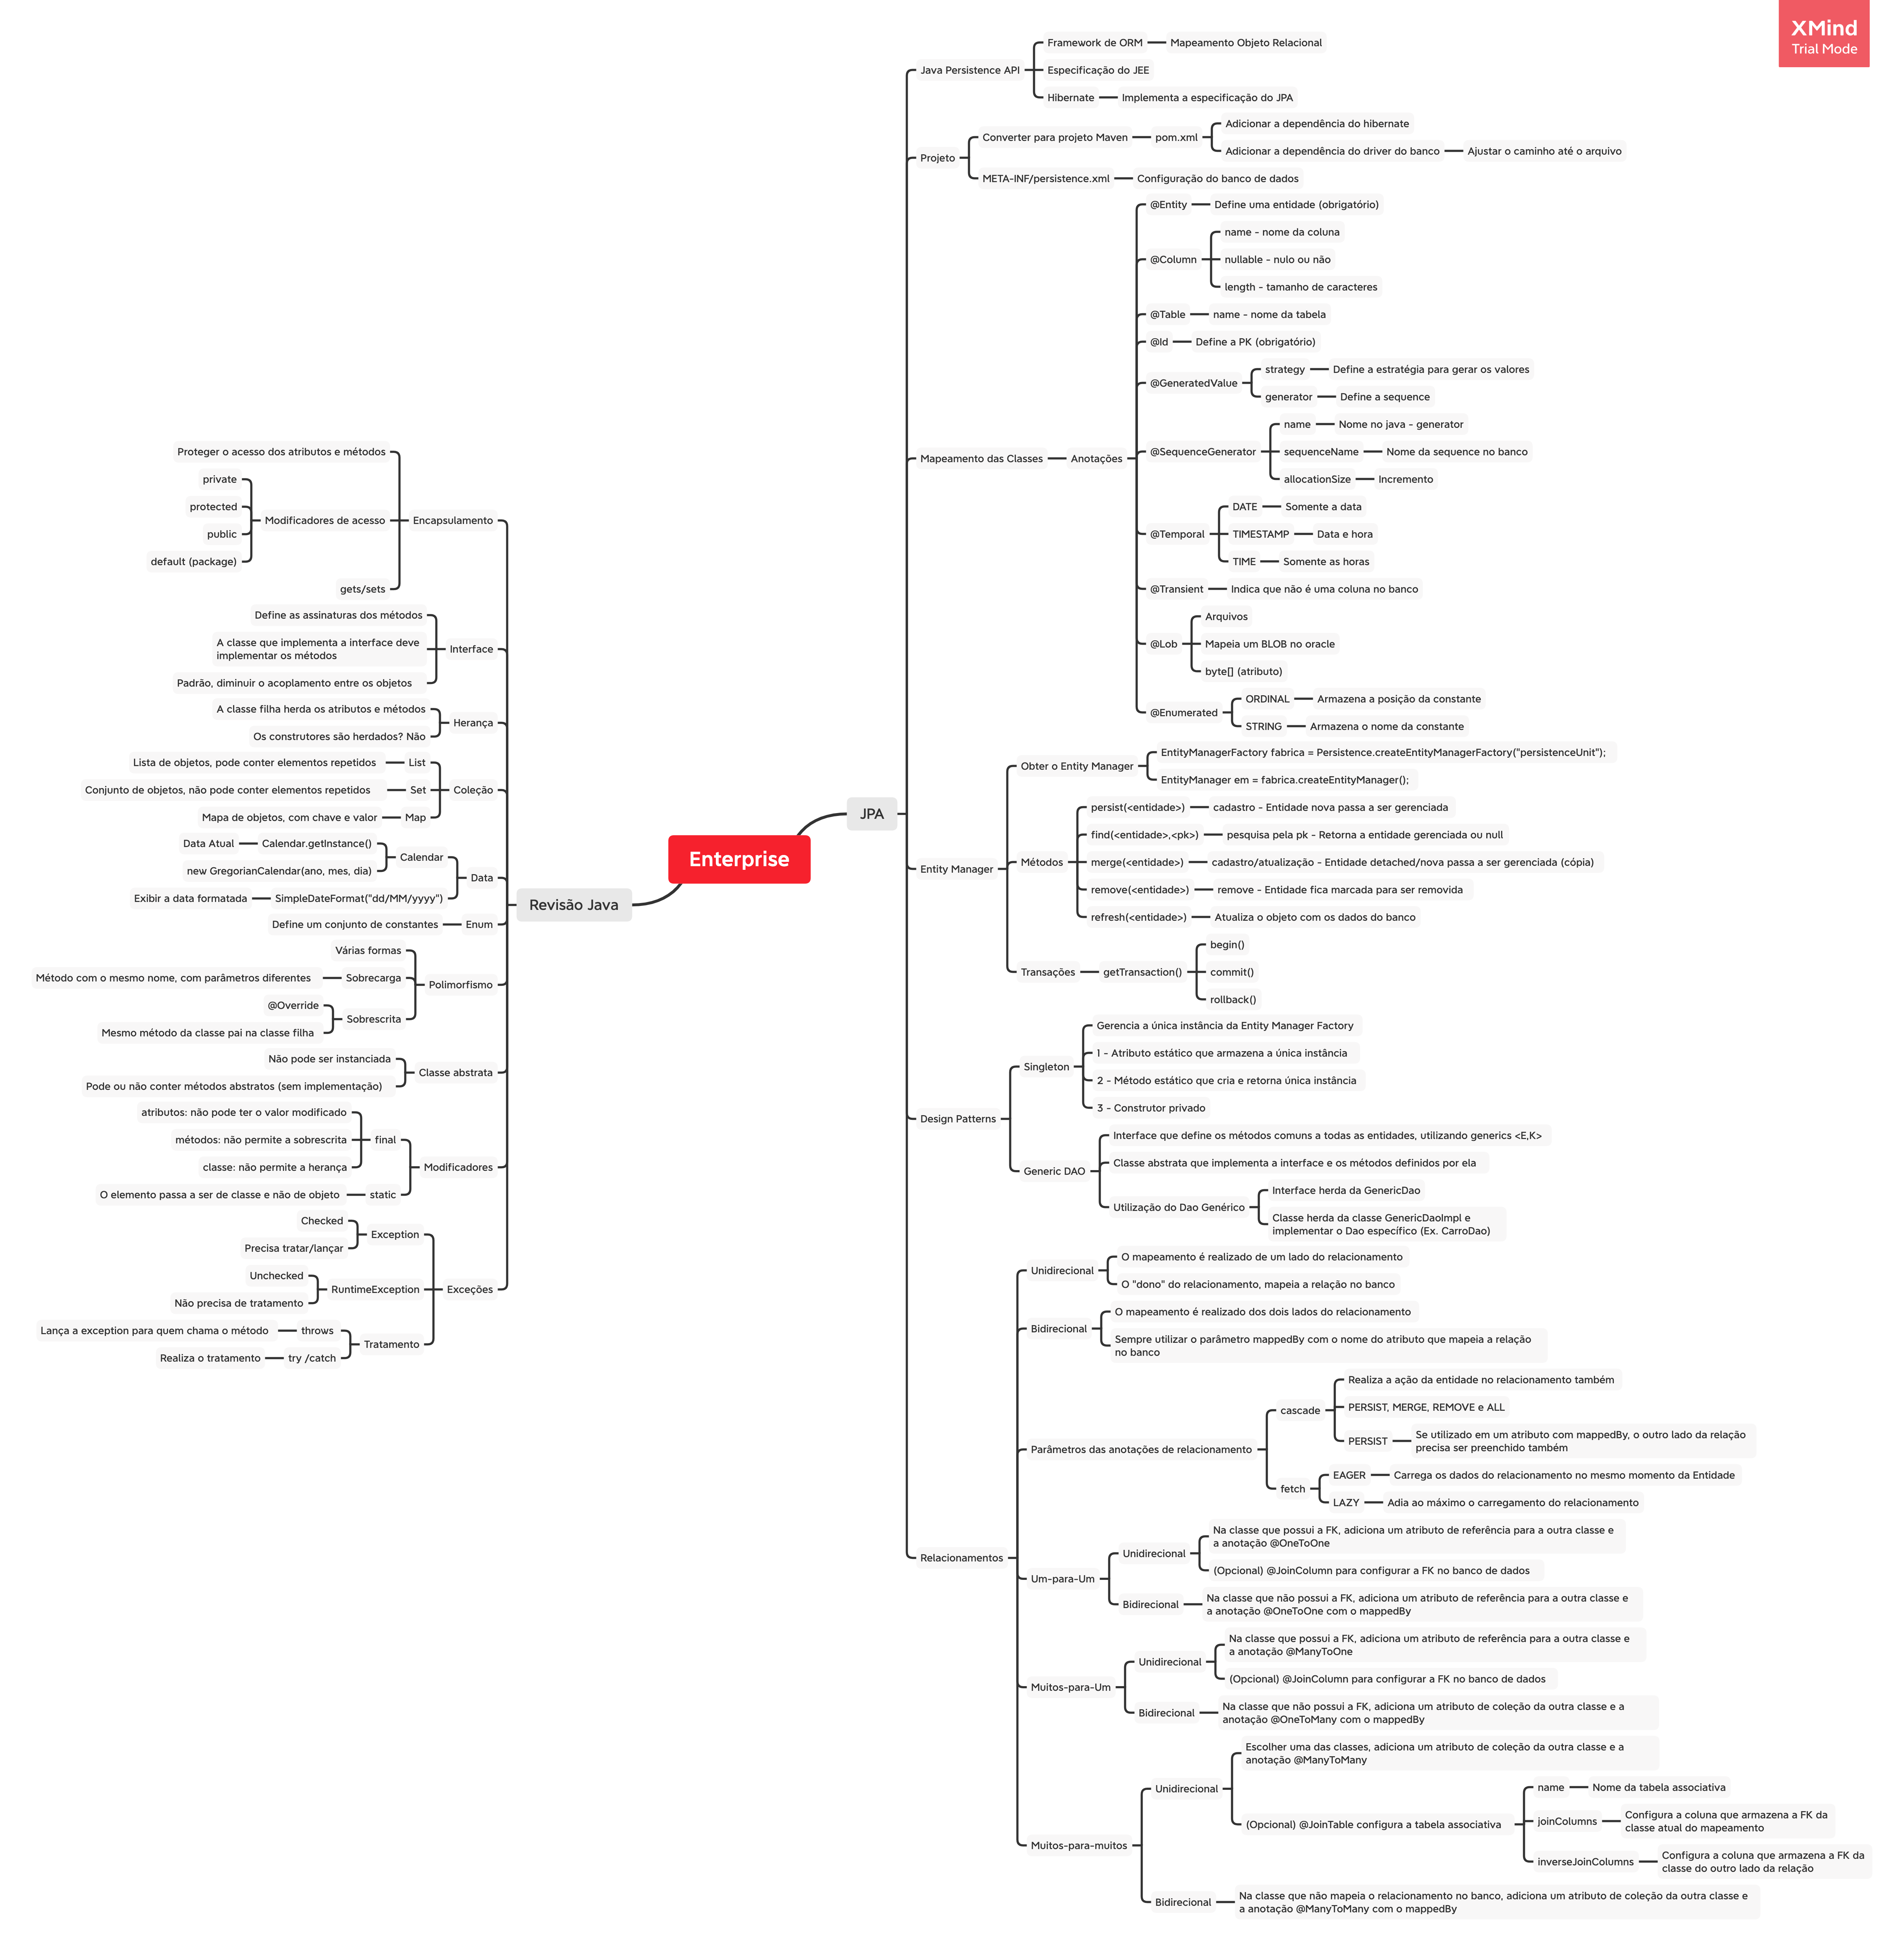 XMind
Trial Mode
Enterprise
JPA
Java Persistence API
Framework de ORM
Mapeamento Objeto Relacional
Especificação do JEE
Hibernate
Implementa a especificação do JPA
Projeto
Converter para projeto Maven
pom.xml
Adicionar a dependência do hibernate
Adicionar a dependência do driver do banco
Ajustar o caminho até o arquivo
META-INF/persistence.xml
Configuração do banco de dados
Mapeamento das Classes
Anotações
@Entity
Define uma entidade (obrigatório)
@Column
name - nome da coluna
nullable - nulo ou não
length - tamanho de caracteres
@Table
name - nome da tabela
@Id
Define a PK (obrigatório)
@GeneratedValue
strategy
Define a estratégia para gerar os valores
generator
Define a sequence
@SequenceGenerator
name
Nome no java - generator
sequenceName
Nome da sequence no banco
allocationSize
Incremento
@Temporal
DATE
Somente a data
TIMESTAMP
Data e hora
TIME
Somente as horas
@Transient
Indica que não é uma coluna no banco
@Lob
Arquivos
Mapeia um BLOB no oracle
byte[] (atributo)
@Enumerated
ORDINAL
Armazena a posição da constante
STRING
Armazena o nome da constante
Entity Manager
Obter o Entity Manager
EntityManagerFactory fabrica = Persistence.createEntityManagerFactory("persistenceUnit");
EntityManager em = fabrica.createEntityManager();
Métodos
persist(<entidade>)
cadastro - Entidade nova passa a ser gerenciada
find(<entidade>,<pk>)
pesquisa pela pk - Retorna a entidade gerenciada ou null
merge(<entidade>)
cadastro/atualização - Entidade detached/nova passa a ser gerenciada (cópia)
remove(<entidade>)
remove - Entidade fica marcada para ser removida
refresh(<entidade>)
Atualiza o objeto com os dados do banco
Transações
getTransaction()
begin()
commit()
rollback()
Design Patterns
Singleton
Gerencia a única instância da Entity Manager Factory
1 - Atributo estático que armazena a única instância
2 - Método estático que cria e retorna única instância
3 - Construtor privado
Generic DAO
Interface que define os métodos comuns a todas as entidades, utilizando generics <E,K>
Classe abstrata que implementa a interface e os métodos definidos por ela
Utilização do Dao Genérico
Interface herda da GenericDao
Classe herda da classe GenericDaoImpl e
implementar o Dao específico (Ex. CarroDao)
Relacionamentos
Unidirecional
O mapeamento é realizado de um lado do relacionamento
O "dono" do relacionamento, mapeia a relação no banco
Bidirecional
O mapeamento é realizado dos dois lados do relacionamento
Sempre utilizar o parâmetro mappedBy com o nome do atributo que mapeia a relação
no banco
Parâmetros das anotações de relacionamento
cascade
Realiza a ação da entidade no relacionamento também
PERSIST, MERGE, REMOVE e ALL
PERSIST
Se utilizado em um atributo com mappedBy, o outro lado da relação
precisa ser preenchido também
fetch
EAGER
Carrega os dados do relacionamento no mesmo momento da Entidade
LAZY
Adia ao máximo o carregamento do relacionamento
Um-para-Um
Unidirecional
Na classe que possui a FK, adiciona um atributo de referência para a outra classe e
a anotação @OneToOne
(Opcional) @JoinColumn para configurar a FK no banco de dados
Bidirecional
Na classe que não possui a FK, adiciona um atributo de referência para a outra classe e
a anotação @OneToOne com o mappedBy
Muitos-para-Um
Unidirecional
Na classe que possui a FK, adiciona um atributo de referência para a outra classe e
a anotação @ManyToOne
(Opcional) @JoinColumn para configurar a FK no banco de dados
Bidirecional
Na classe que não possui a FK, adiciona um atributo de coleção da outra classe e a
anotação @OneToMany com o mappedBy
Muitos-para-muitos
Unidirecional
Escolher uma das classes, adiciona um atributo de coleção da outra classe e a
anotação @ManyToMany
(Opcional) @JoinTable configura a tabela associativa
name
Nome da tabela associativa
joinColumns
Configura a coluna que armazena a FK da
classe atual do mapeamento
inverseJoinColumns
Configura a coluna que armazena a FK da
classe do outro lado da relação
Bidirecional
Na classe que não mapeia o relacionamento no banco, adiciona um atributo de coleção da outra classe e
a anotação @ManyToMany com o mappedBy
Revisão Java
Encapsulamento
Proteger o acesso dos atributos e métodos
Modificadores de acesso
private
protected
public
default (package)
gets/sets
Interface
Define as assinaturas dos métodos
A classe que implementa a interface deve
implementar os métodos
Padrão, diminuir o acoplamento entre os objetos
Herança
A classe filha herda os atributos e métodos
Os construtores são herdados? Não
Coleção
List
Lista de objetos, pode conter elementos repetidos
Set
Conjunto de objetos, não pode conter elementos repetidos
Map
Mapa de objetos, com chave e valor
Data
Calendar
Calendar.getInstance()
Data Atual
new GregorianCalendar(ano, mes, dia)
SimpleDateFormat("dd/MM/yyyy")
Exibir a data formatada
Enum
Define um conjunto de constantes
Polimorfismo
Várias formas
Sobrecarga
Método com o mesmo nome, com parâmetros diferentes
Sobrescrita
@Override
Mesmo método da classe pai na classe filha
Classe abstrata
Não pode ser instanciada
Pode ou não conter métodos abstratos (sem implementação)
Modificadores
final
atributos: não pode ter o valor modificado
métodos: não permite a sobrescrita
classe: não permite a herança
static
O elemento passa a ser de classe e não de objeto
Exceções
Exception
Checked
Precisa tratar/lançar
RuntimeException
Unchecked
Não precisa de tratamento
Tratamento
throws
Lança a exception para quem chama o método
try /catch
Realiza o tratamento